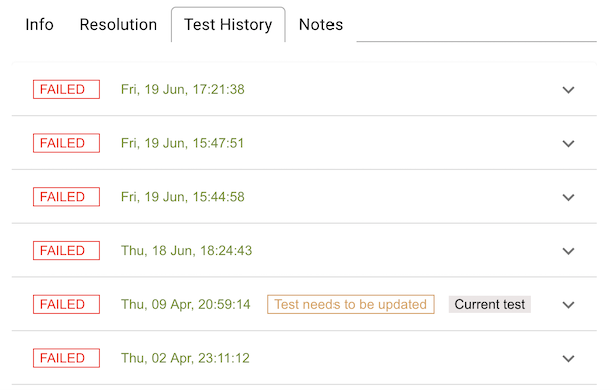 Info Resolution Test History Notes
FAILED Fri, 19 Jun, 17:21:38
FAILED Fri, 19 Jun, 15:47:51
FAILED Fri, 19 Jun, 15:44:58
FAILED Thu, 18 Jun, 18:24:43
FAILED Thu, 09 Apr, 20:59:14 Test needs to be updated Current test
FAILED Thu, 02 Apr, 23:11:12